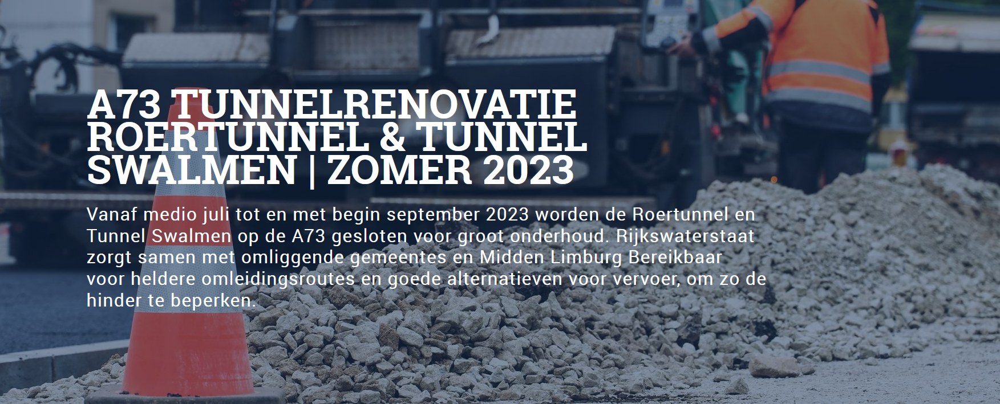 A73 TUNNELRENOVATIE
ROERTUNNEL & TUNNEL
SWALMEN | ZOMER 2023
Vanaf medio juli tot en met begin september 2023 worden de Roertunnel en
Tunnel Swalmen op de A73 gesloten voor groot onderhoud. Rijkswaterstaat
zorgt samen met omliggende gemeentes en Midden Limburg Bereikbaar
voor heldere omleidingsroutes en goede alternatieven voor vervoer, om zo de
hinder te beperken.